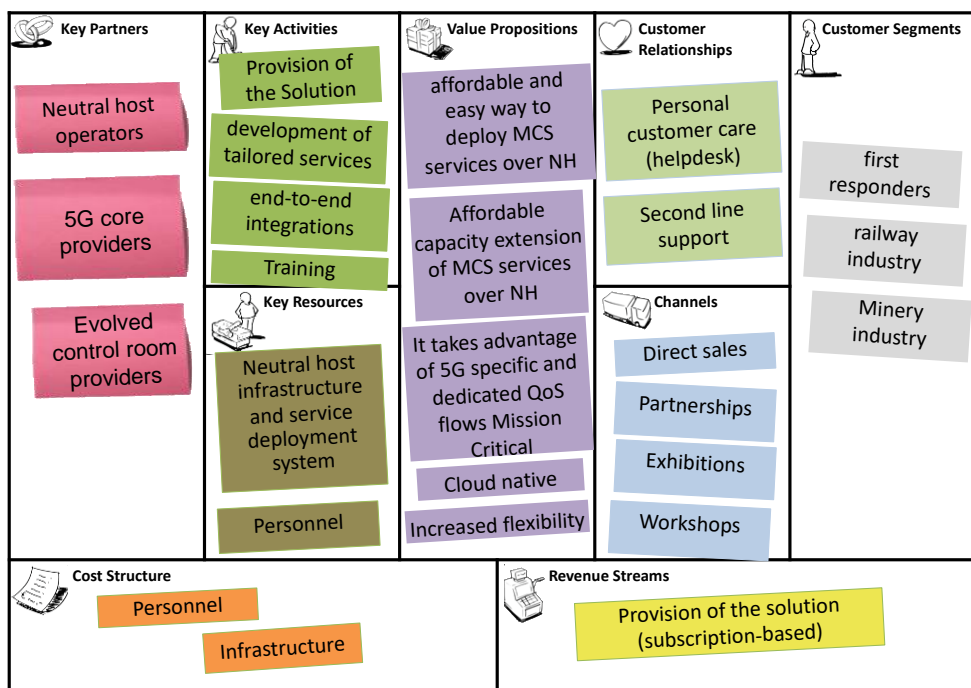 Key Partners
Neutral host
operators
5G core
providers
Evolved
control room
providers
Key Activities
Provision of
the Solution
development of
tailored services
end-to-end
integrations
Training
Key Resources
Neutral host
infrastructure
and service
deployment
system
Personnel
Value Propositions
affordable and
easy way to
deploy MCS
services over NH
Affordable
capacity extension
of MCS services
over NH
It takes advantage
of 5G specific and
dedicated QoS
flows Mission
Critical
Cloud native
Increased flexibility
Customer
Relationships
Personal
customer care
(helpdesk)
Second line
support
Channels
Direct sales
Partnerships
Exhibitions
Workshops
Customer Segments
first
responders
railway
industry
Minery
industry
Cost Structure
Personnel
Infrastructure
Revenue Streams
Provision of the solution
(subscription-based)